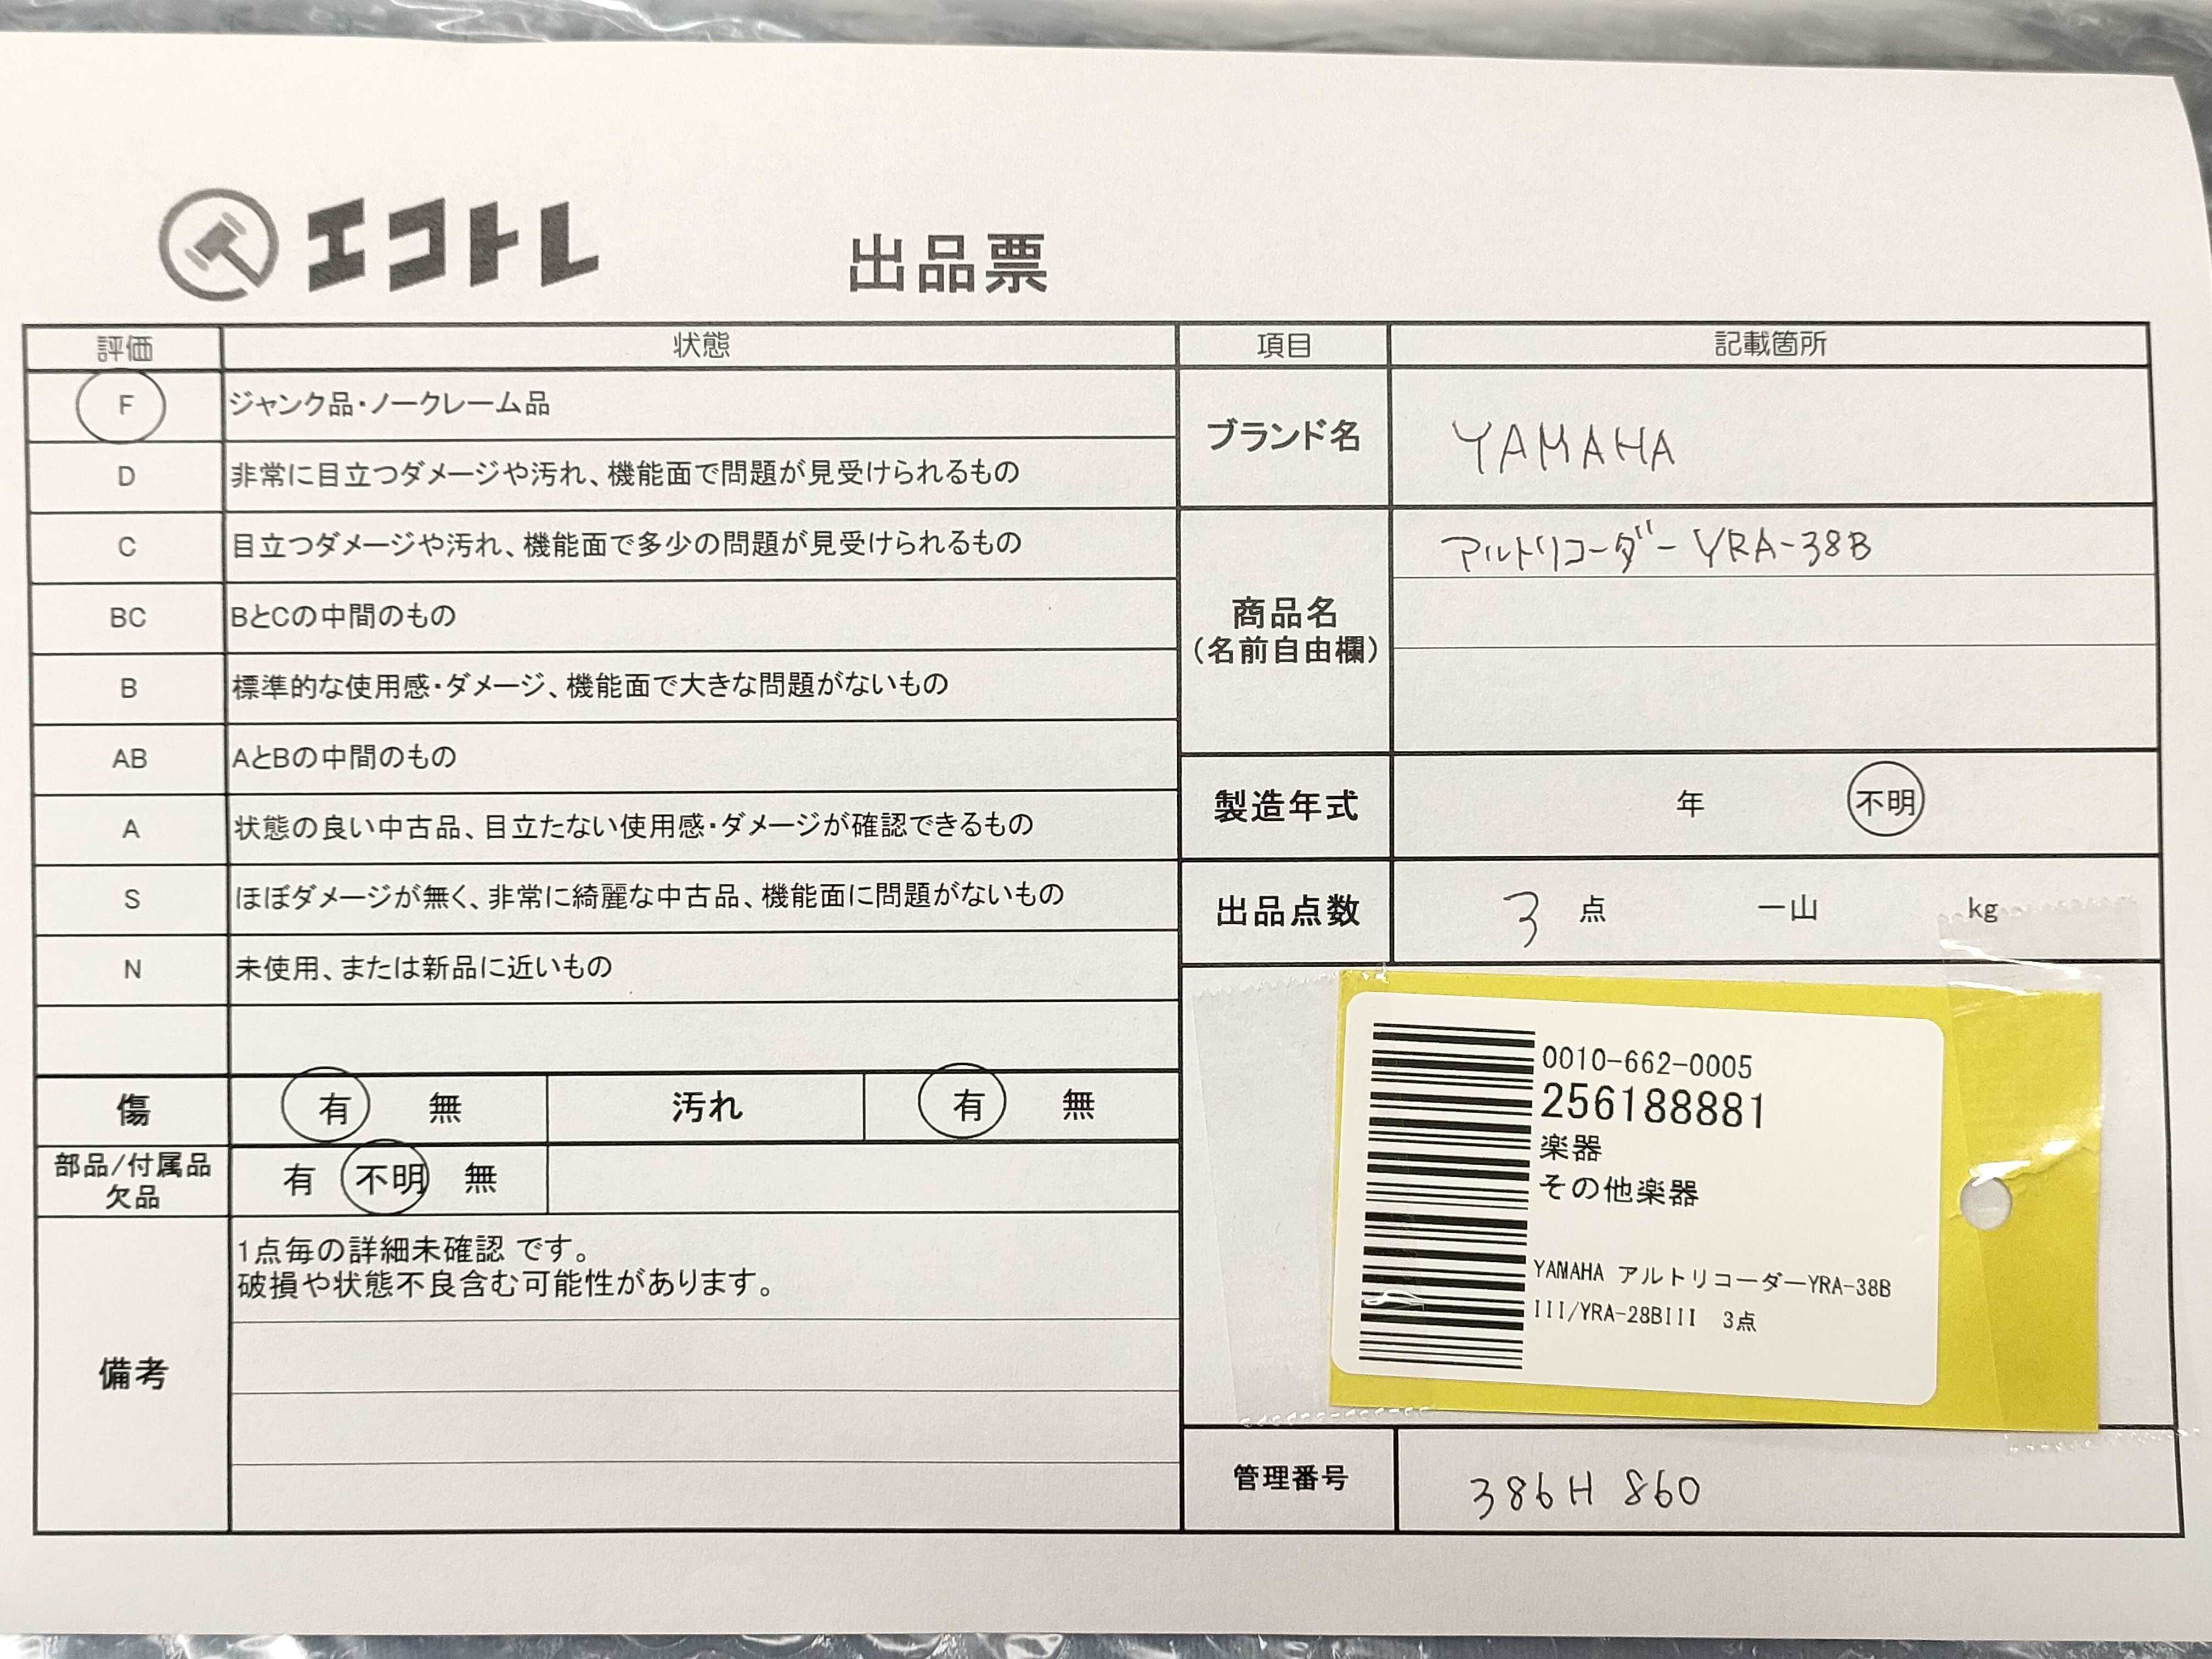 エコトレ
出品票
評価 状態
F ジャンク品・ノークレーム品
D 非常に目立つダメージや汚れ、機能面で問題が見受けられるもの
C 目立つダメージや汚れ、機能面で多少の問題が見受けられるもの
BC BとCの中間のもの
B 標準的な使用感・ダメージ、機能面で大きな問題がないもの
AB AとBの中間のもの
A 状態の良い中古品、目立たない使用感・ダメージが確認できるもの
S ほぼダメージが無く、非常に綺麗な中古品、機能面に問題がないもの
N 未使用、または新品に近いもの
傷 有 無 汚れ 有 無
部品/付属品
欠品
有 不明 無
備考
1点毎の詳細未確認 です。
破損や状態不良含む可能性があります。
項目 記載箇所
ブランド名 YAMAHA
商品名
(名前自由欄)
アルトリコーダー YRA-38B
製造年式 年 不明
出品点数 3 点 一山 kg
0010-662-0005
256188881
楽器
その他楽器
YAMAHA アルトリコーダーYRA-38B
III/YRA-28BIII 3点
管理番号 386H 860